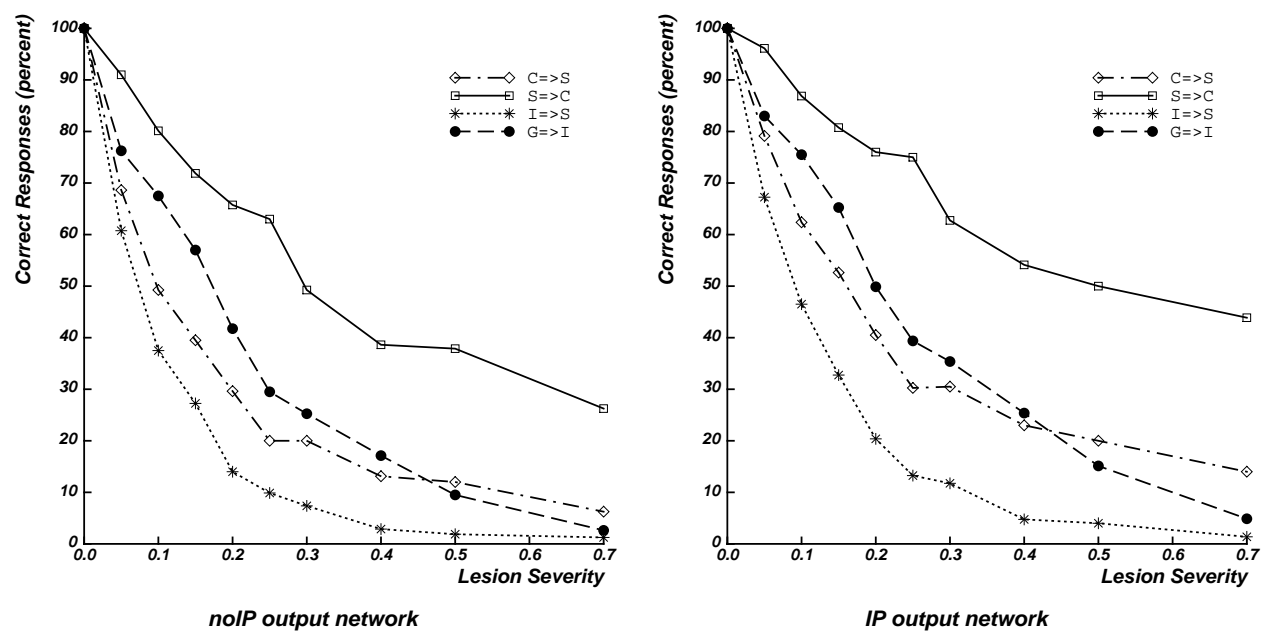 Correct Responses (percent)
100
90
80
70
60
50
40
30
20
10
0
C=>S
S=>C
I=>S
G=>I
0.0 0.1 0.2 0.3 0.4 0.5 0.6 0.7
Lesion Severity
noIP output network
Correct Responses (percent)
100
90
80
70
60
50
40
30
20
10
0
C=>S
S=>C
I=>S
G=>I
0.0 0.1 0.2 0.3 0.4 0.5 0.6 0.7
Lesion Severity
IP output network